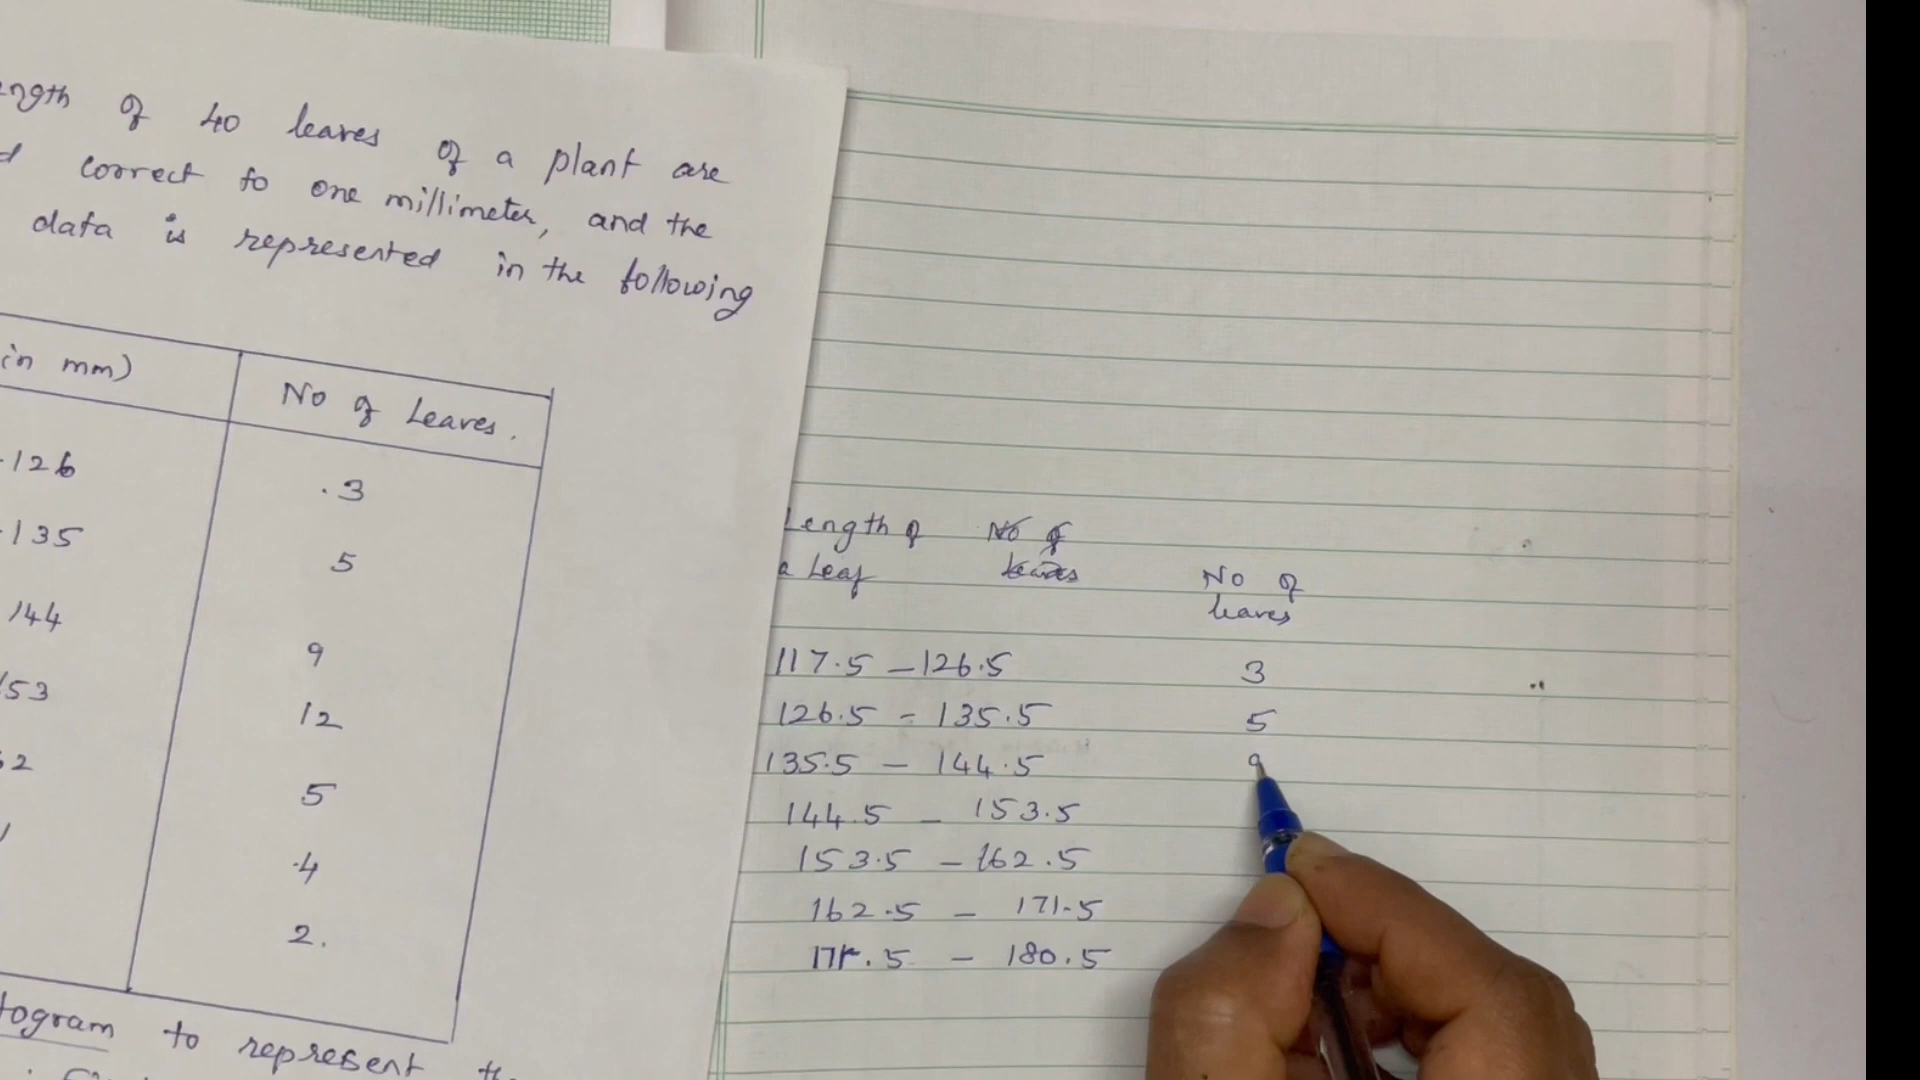 of 40 leaves of a plant are
correct to one millimeter, and the
data is represented in the following
in mm) No of Leaves.
-126 .3
-135 5
144 9
153 12
2 5
4
2.
togram to represent
Length of No of
a Leaf leaves No of
leaves
117.5 - 126.5 3
126.5 - 135.5 5
135.5 - 144.5 9
144.5 - 153.5
153.5 - 162.5
162.5 - 171.5
171.5 - 180.5